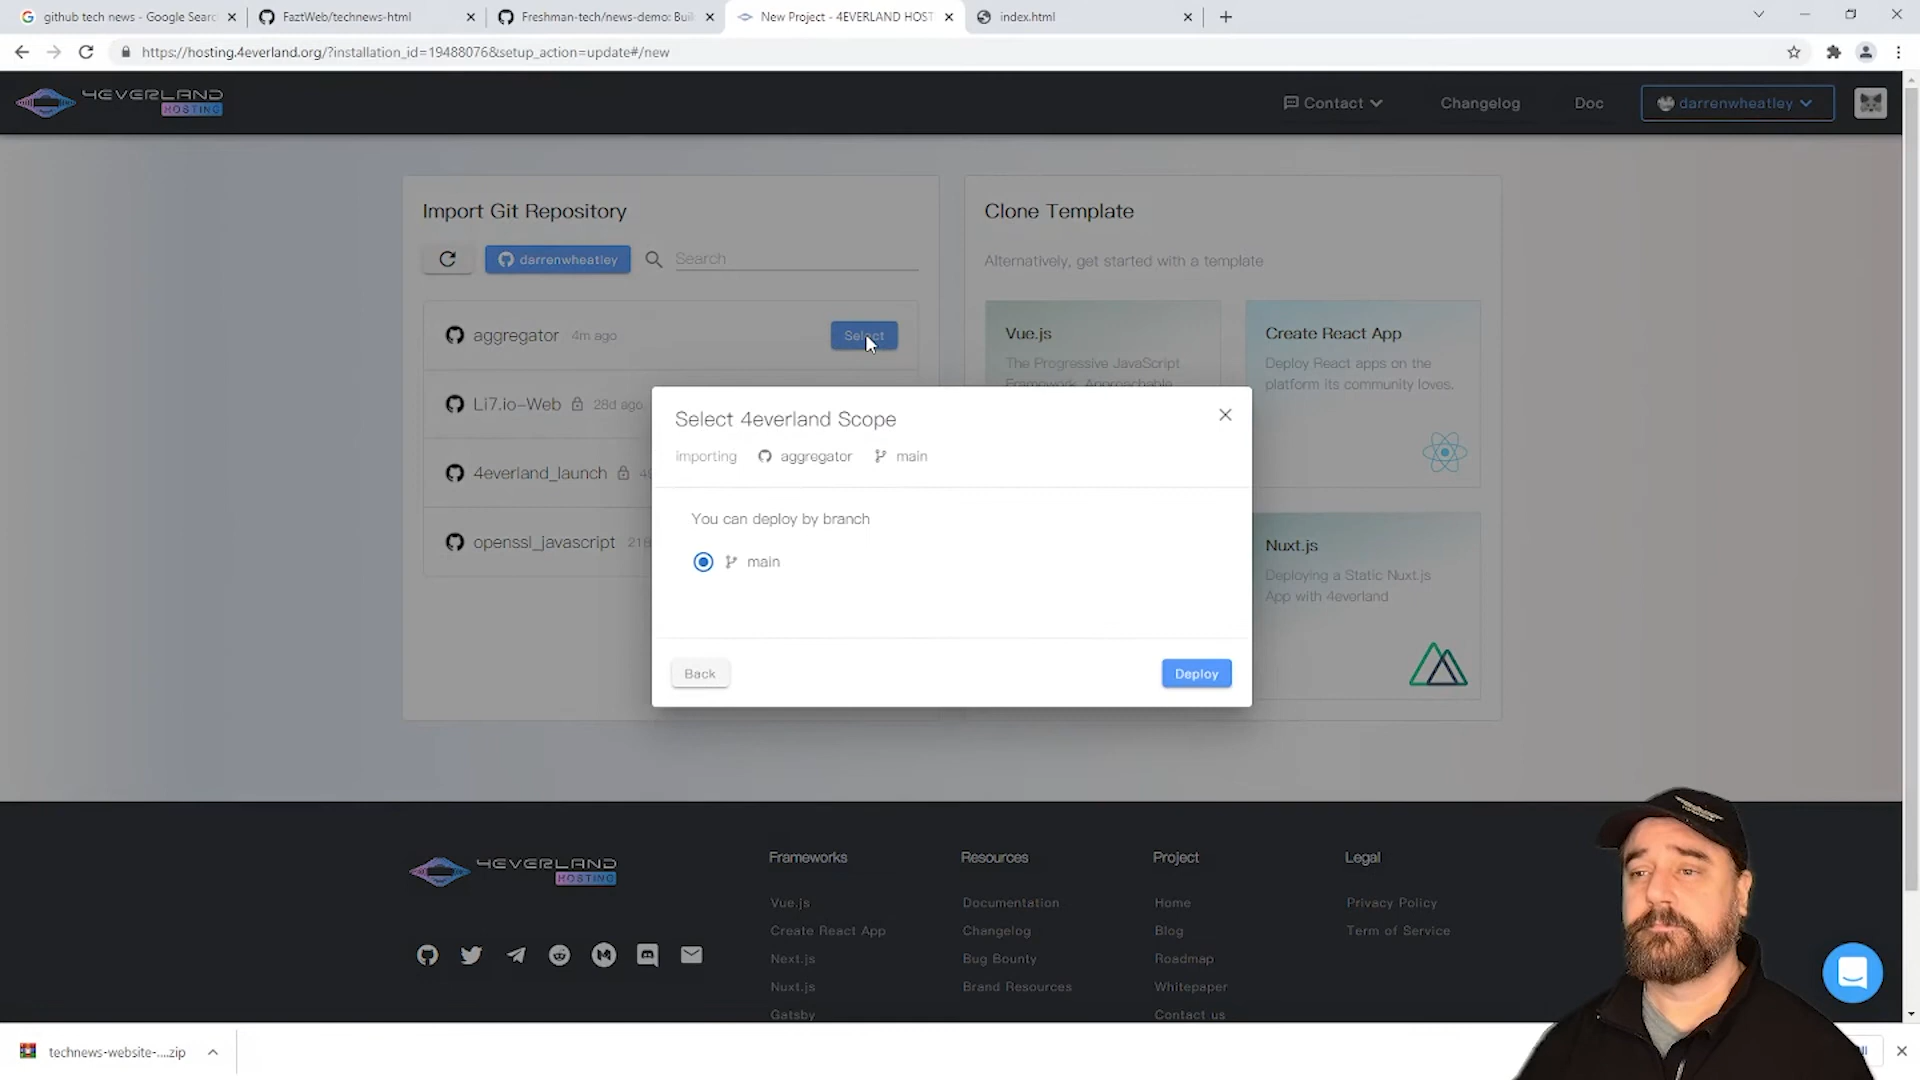 github tech news - Google Sear
FaztWeb/technews-html
Freshman-tech/news-demo: Buil
New Project - 4EVERLAND HOST
index.html
https://hosting.4everland.org/?installation_id=19488076&setup_action=update#/new
4EVERLAND
HOSTING
Contact
Changelog
Doc
darrenwheatley
Import Git Repository
darrenwheatley
Search
aggregator 4m ago
Select
Li7.io-Web 28d ago
4everland_launch
openssl_javascript
Clone Template
Alternatively, get started with a template
Vue.js
The Progressive JavaScript
Framework, Approachable
Create React App
Deploy React apps on the
platform its community loves.
Nuxt.js
Deploying a Static Nuxt.js
App with 4everland
Select 4everland Scope
importing aggregator main
You can deploy by branch
main
Back
Deploy
4EVERLAND
HOSTING
Frameworks
Vue.js
Create React App
Next.js
Nuxt.js
Gatsby
Resources
Documentation
Changelog
Bug Bounty
Brand Resources
Project
Home
Blog
Roadmap
Whitepaper
Contact us
Legal
Privacy Policy
Term of Service
technews-website-....zip